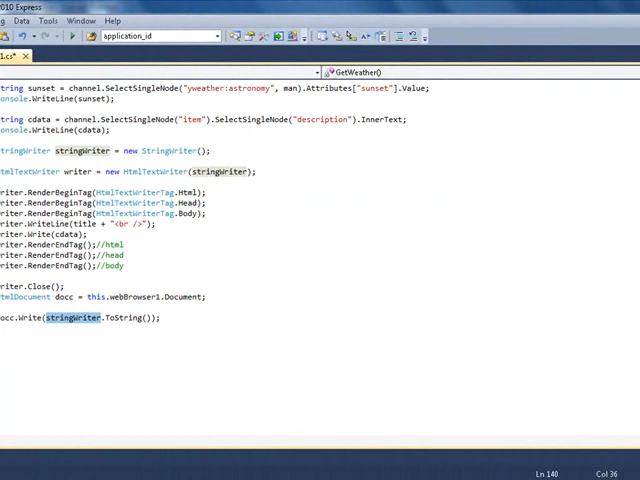 2010 Express
Data Tools Window Help
application_id
1.cs*
GetWeather()
tring sunset = channel.SelectSingleNode("yweather:astronomy", man).Attributes["sunset"].Value;
onsole.WriteLine(sunset);
tring cdata = channel.SelectSingleNode("item").SelectSingleNode("description").InnerText;
onsole.WriteLine(cdata);
tringWriter stringWriter = new StringWriter();
tmlTextWriter writer = new HtmlTextWriter(stringWriter);
riter.RenderBeginTag(HtmlTextWriterTag.Html);
riter.RenderBeginTag(HtmlTextWriterTag.Head);
riter.RenderBeginTag(HtmlTextWriterTag.Body);
riter.WriteLine(title + "<br />");
riter.Write(cdata);
riter.RenderEndTag();//html
riter.RenderEndTag();//head
riter.RenderEndTag();//body
riter.Close();
tmlDocument docc = this.webBrowser1.Document;
occ.Write(stringWriter.ToString());
Ln 140 Col 36